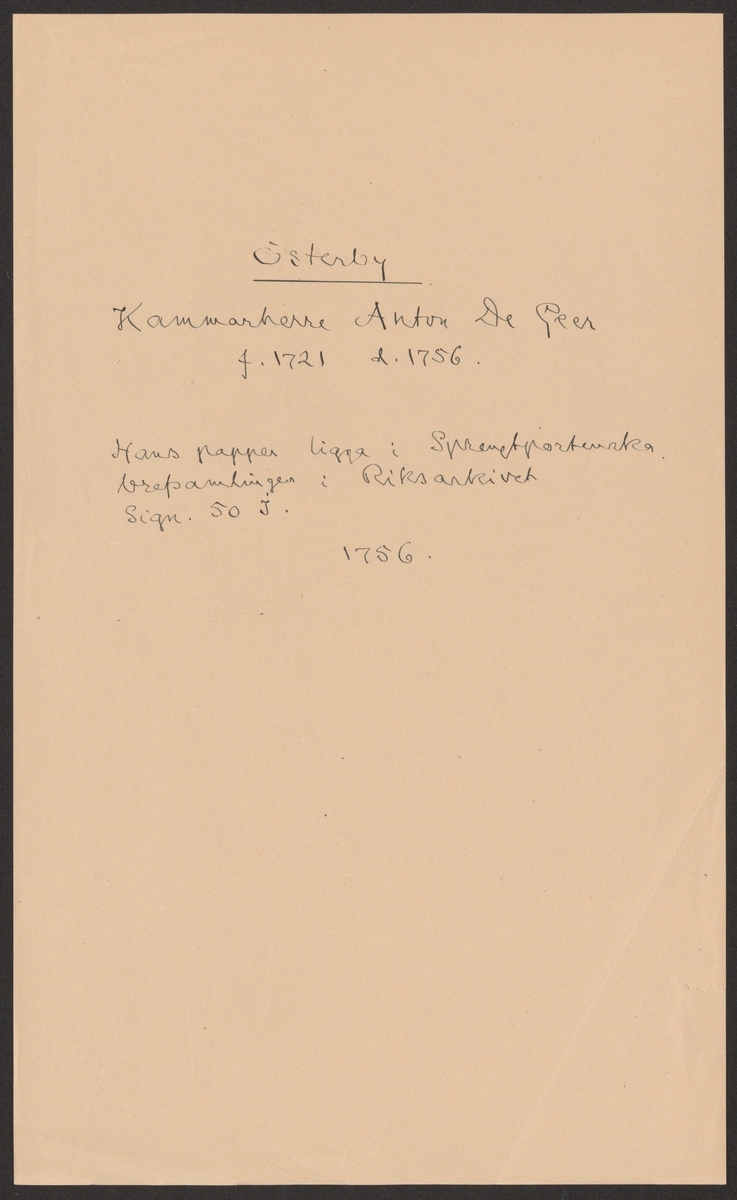 Österby
Kammarherre Anton De Geer
f. 1721 d. 1756.
Hans papper ligga i Sprengtportenska
brefsamlingen i Riksarkivet
Sign. 50 J.
1756.